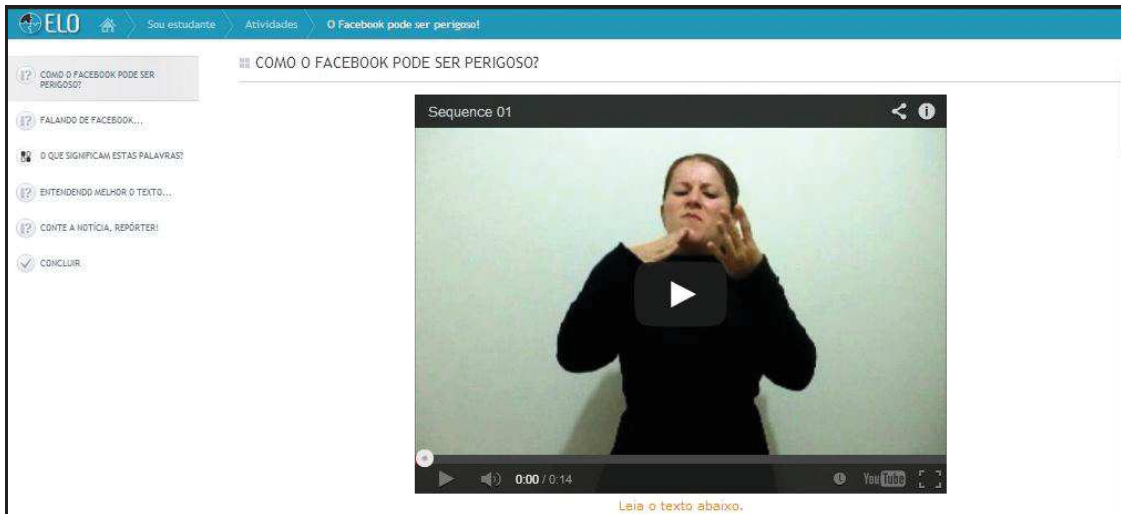 ELO Sou estudante Atividades O Facebook pode ser perigoso!
COMO O FACEBOOK PODE SER
PERIGOSO?
FALANDO DE FACEBOOK...
O QUE SIGNIFICAM ESTAS PALAVRAS?
ENTENDENDO MELHOR O TEXTO...
CONTE A NOTÍCIA, REPÓRTER!
CONCLUIR
COMO O FACEBOOK PODE SER PERIGOSO?
Sequence 01
0:00 / 0:14
YouTube
Leia o texto abaixo.